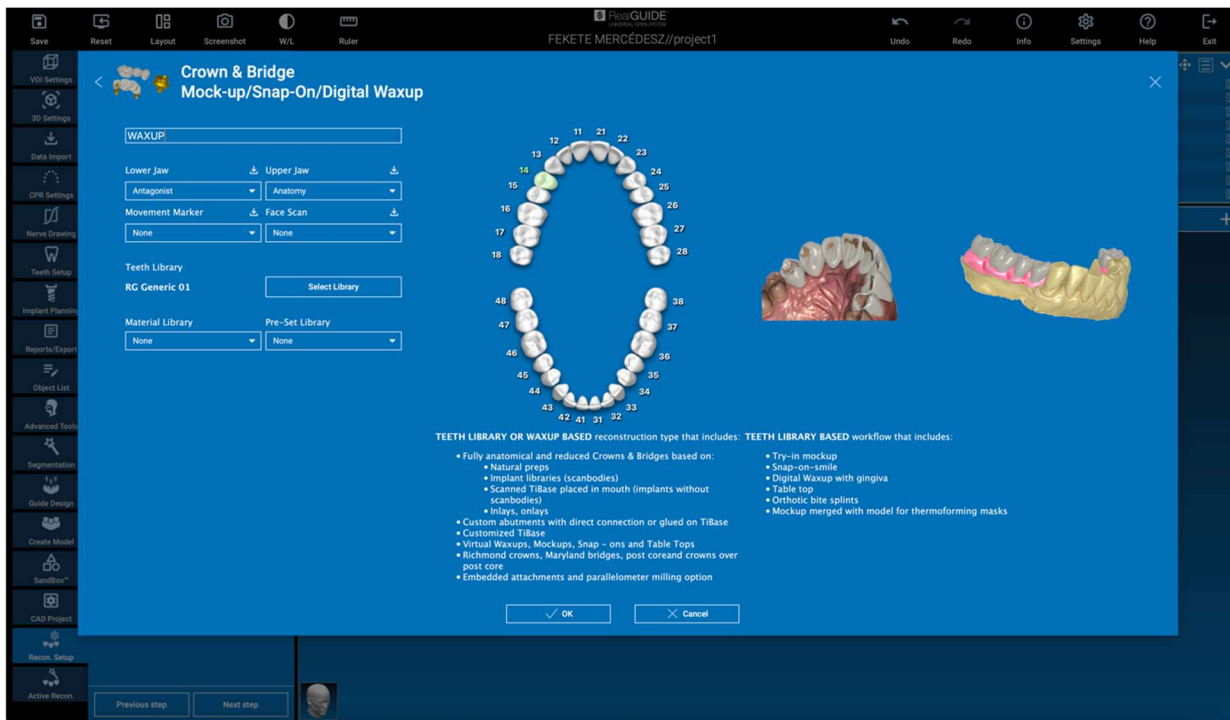 Save
Reset
Layout
Screenshot
W/L
Ruler
RealGUIDE™
UNIVERSAL OPEN SYSTEM
FEKETE MERCÉDESZ//project1
Undo
Redo
Info
Settings
Help
Exit
VOI Settings
3D Settings
Data Import
CPR Settings
Nerve Drawing
Teeth Setup
Implant Planning
Reports/Export
Object List
Advanced Tools
Segmentation
Guide Design
Create Model
SandBox™
CAD Project
Recon. Setup
Active Recon.
Crown & Bridge
Mock-up/Snap-On/Digital Waxup
WAXUP
Lower Jaw Upper Jaw
Antagonist Anatomy
Movement Marker Face Scan
None None
Teeth Library
RG Generic 01 Select Library
Material Library Pre-Set Library
None None
11 21
12 22
13 23
14 24
15 25
16 26
17 27
18 28
48 38
47 37
46 36
45 35
44 34
43 33
42 41 31 32
TEETH LIBRARY OR WAXUP BASED reconstruction type that includes:
• Fully anatomical and reduced Crowns & Bridges based on:
• Natural preps
• Implant libraries (scanbodies)
• Scanned TiBase placed in mouth (implants without
scanbodies)
• Inlays, onlays
• Custom abutments with direct connection or glued on TiBase
• Customized TiBase
• Virtual Waxups, Mockups, Snap - ons and Table Tops
• Richmond crowns, Maryland bridges, post coreand crowns over
post core
• Embedded attachments and parallelometer milling option
TEETH LIBRARY BASED workflow that includes:
• Try-in mockup
• Snap-on-smile
• Digital Waxup with gingiva
• Table top
• Orthotic bite splints
• Mockup merged with model for thermoforming masks
OK
Cancel
Previous step
Next step